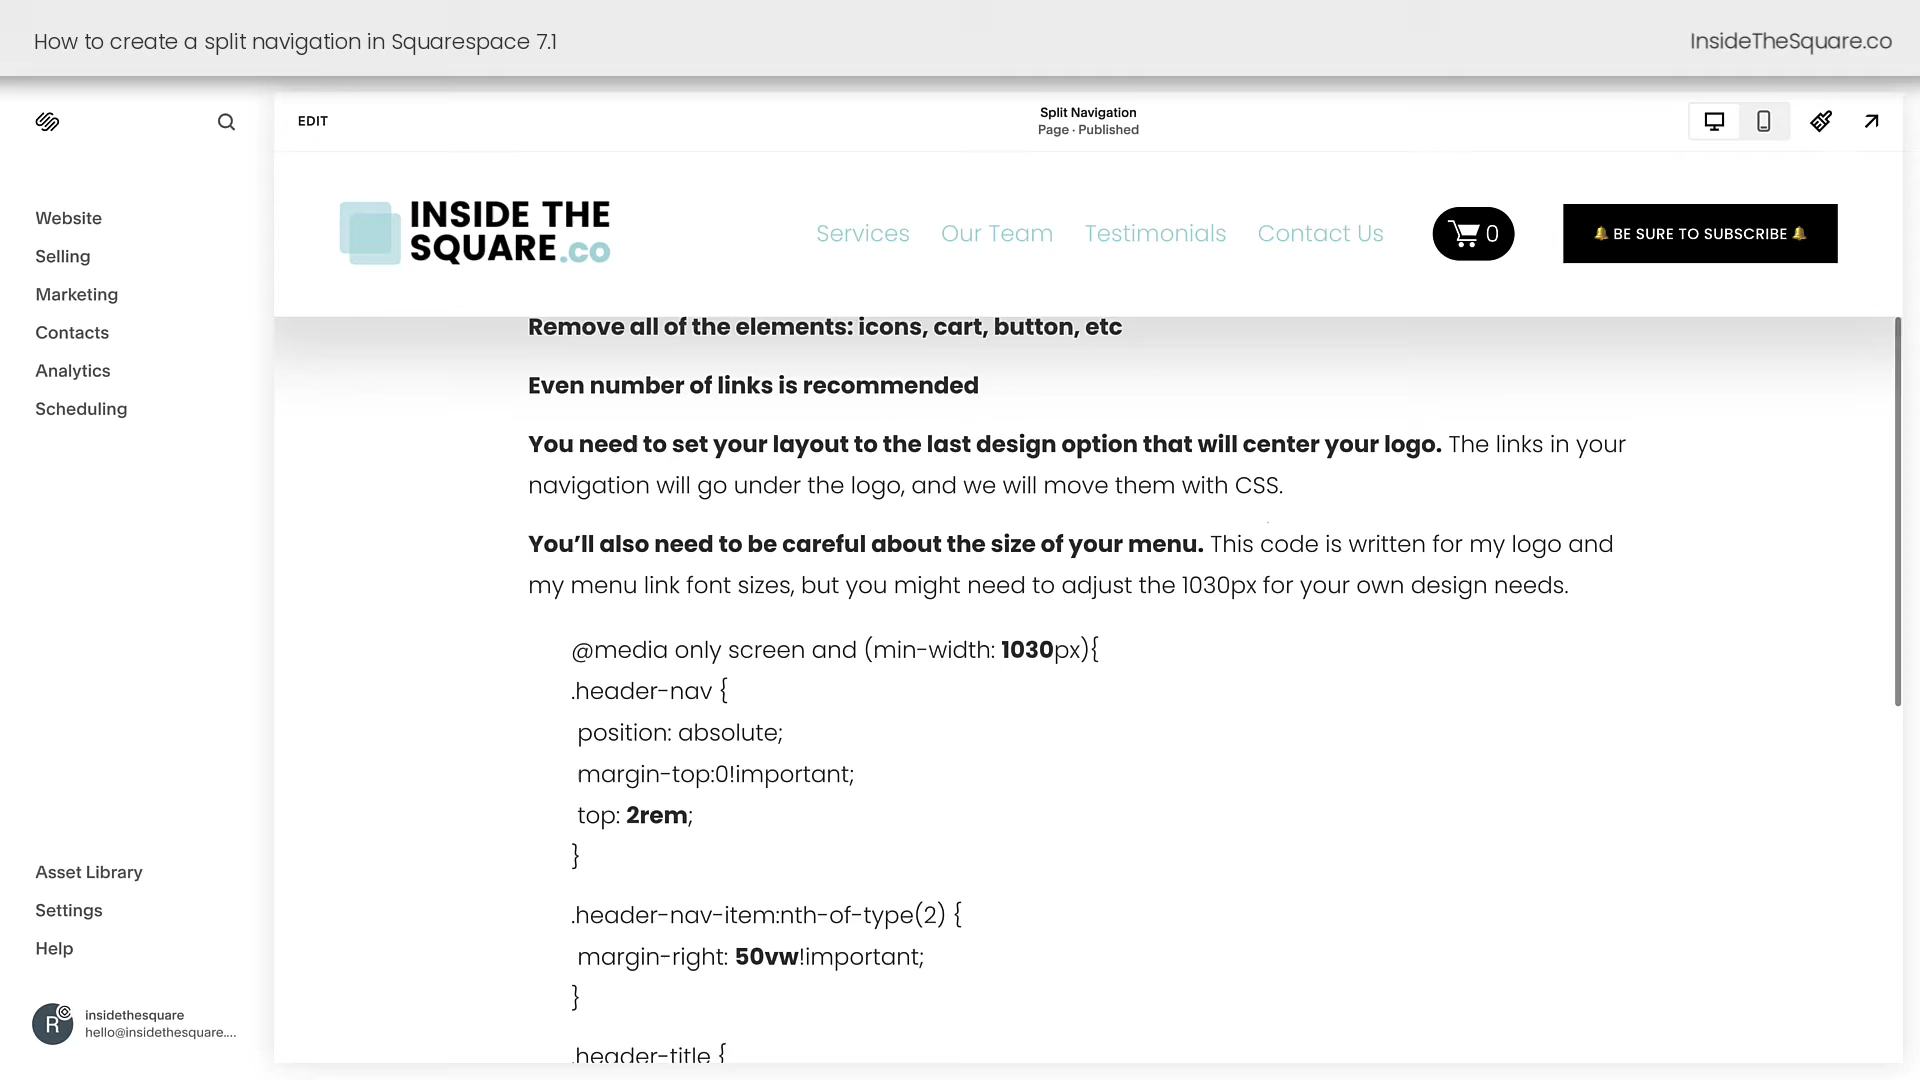 How to create a split navigation in Squarespace 7.1
InsideTheSquare.co
EDIT
Split Navigation
Page · Published
Website
Selling
Marketing
Contacts
Analytics
Scheduling
Asset Library
Settings
Help
R
insidethesquare
hello@insidethesquare....
INSIDE THE
SQUARE.co
Services
Our Team
Testimonials
Contact Us
0
🔔 BE SURE TO SUBSCRIBE 🔔
Remove all of the elements: icons, cart, button, etc
Even number of links is recommended
You need to set your layout to the last design option that will center your logo. The links in your
navigation will go under the logo, and we will move them with CSS.
You’ll also need to be careful about the size of your menu. This code is written for my logo and
my menu link font sizes, but you might need to adjust the 1030px for your own design needs.
@media only screen and (min-width: 1030px){
.header-nav {
position: absolute;
margin-top:0!important;
top: 2rem;
}
.header-nav-item:nth-of-type(2) {
margin-right: 50vw!important;
}
.header-title {